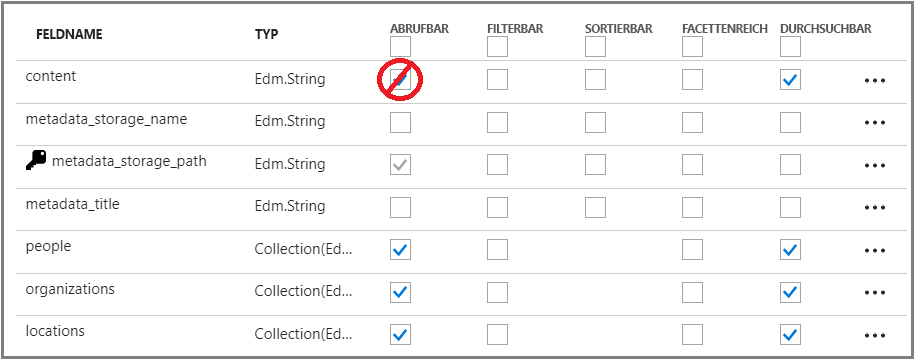 FELDNAME TYP ABRUFBAR FILTERBAR SORTIERBAR FACETTENREICH DURCHSUCHBAR
content Edm.String
metadata_storage_name Edm.String
metadata_storage_path Edm.String
metadata_title Edm.String
people Collection(Ed...
organizations Collection(Ed...
locations Collection(Ed...